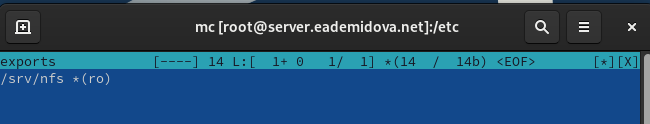 mc [root@server.eademidova.net]:/etc
exports [----] 14 L:[ 1+ 0 1/ 1] *(14 / 14b) <EOF> [*][X]
/srv/nfs *(ro)